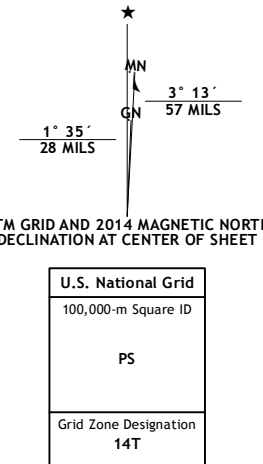 MN
3° 13´
57 MILS
GN
1° 35´
28 MILS
TM GRID AND 2014 MAGNETIC NORT
DECLINATION AT CENTER OF SHEET
U.S. National Grid
100,000-m Square ID
PS
Grid Zone Designation
14T